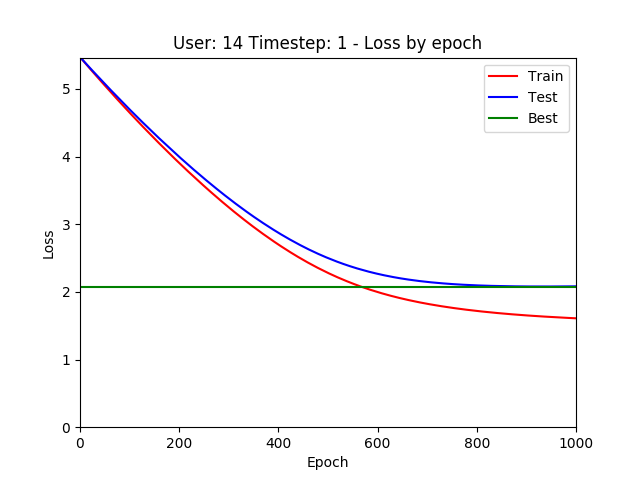 User: 14 Timestep: 1 - Loss by epoch
Train
Test
Best
Loss
5
4
3
2
1
0
0 200 400 600 800 1000
Epoch